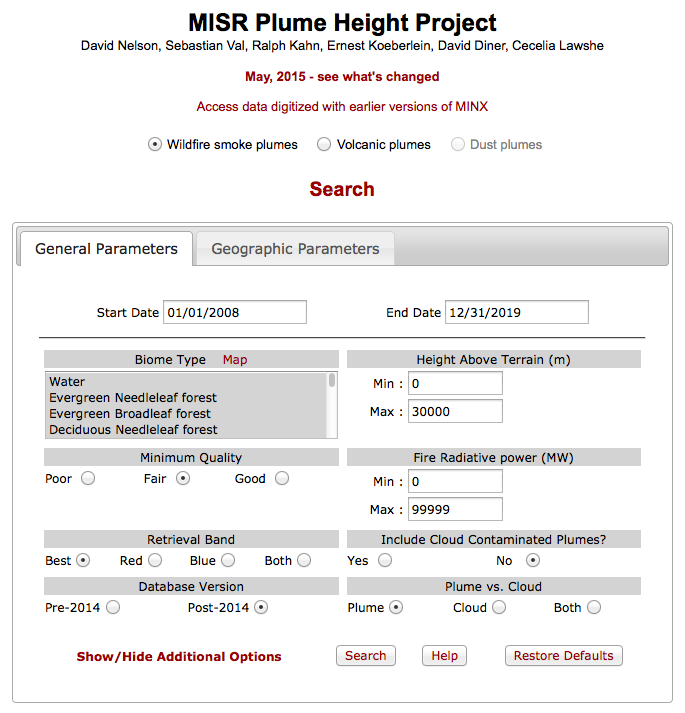 MISR Plume Height Project
David Nelson, Sebastian Val, Ralph Kahn, Ernest Koeberlein, David Diner, Cecelia Lawshe
May, 2015 - see what's changed
Access data digitized with earlier versions of MINX
Wildfire smoke plumes Volcanic plumes Dust plumes
Search
General Parameters Geographic Parameters
Start Date 01/01/2008 End Date 12/31/2019
Biome Type Map Height Above Terrain (m)
Water
Evergreen Needleleaf forest
Evergreen Broadleaf forest
Deciduous Needleleaf forest
Min : 0
Max : 30000
Minimum Quality Fire Radiative power (MW)
Poor Fair Good
Min : 0
Max : 99999
Retrieval Band Include Cloud Contaminated Plumes?
Best Red Blue Both Yes No
Database Version Plume vs. Cloud
Pre-2014 Post-2014 Plume Cloud Both
Show/Hide Additional Options Search Help Restore Defaults